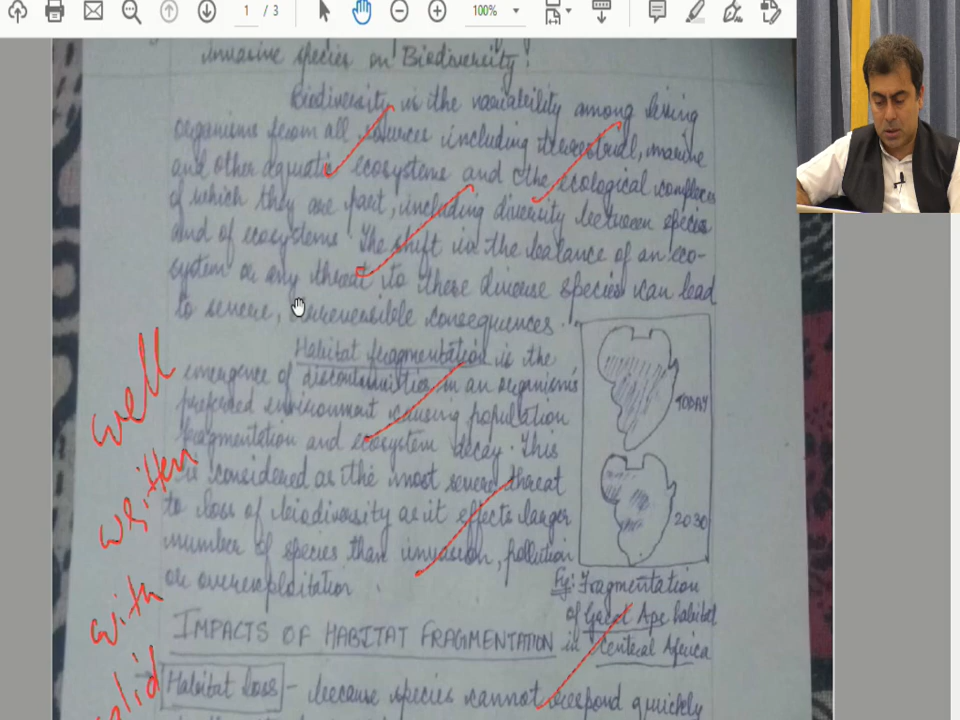 1 / 3
100%
invasive species on Biodiversity?
Biodiversity is the variability among living
organisms from all sources including terrestrial, marine
and other aquatic ecosystems and the ecological complexes
of which they are part, including diversity between species
and of ecosystems. The shift in the balance of an eco-
system or any threat to these diverse species can lead
to severe, irreversible consequences.
Habitat fragmentation is the
emergence of discontinuities in an organism's
preferred environment causing population
fragmentation and ecosystem decay. This
is considered as the most severe threat
to loss of biodiversity as it effects larger
number of species than invasion, pollution
or overexploitation.
TODAY
2030
Fig: Fragmentation
of Great Ape habitat
in Central Africa
IMPACTS OF HABITAT FRAGMENTATION
→ Habitat loss - because species cannot respond quickly
well
written
with